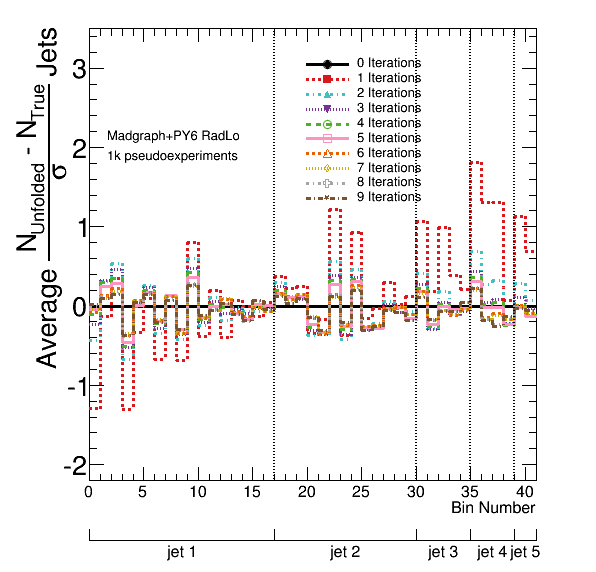 Average N_Unfolded - N_True / σ Jets
3
2
1
0
-1
-2
0 Iterations
1 Iterations
2 Iterations
3 Iterations
4 Iterations
5 Iterations
6 Iterations
7 Iterations
8 Iterations
9 Iterations
Madgraph+PY6 RadLo
1k pseudoexperiments
0 5 10 20 25 30 35 40
Bin Number
jet 1 jet 2 jet 3 jet 4 jet 5